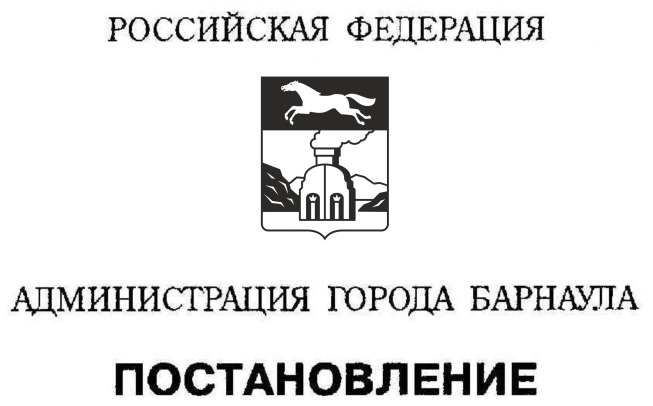 РОССИЙСКАЯ ФЕДЕРАЦИЯ
АДМИНИСТРАЦИЯ ГОРОДА БАРНАУЛА
ПОСТАНОВЛЕНИЕ